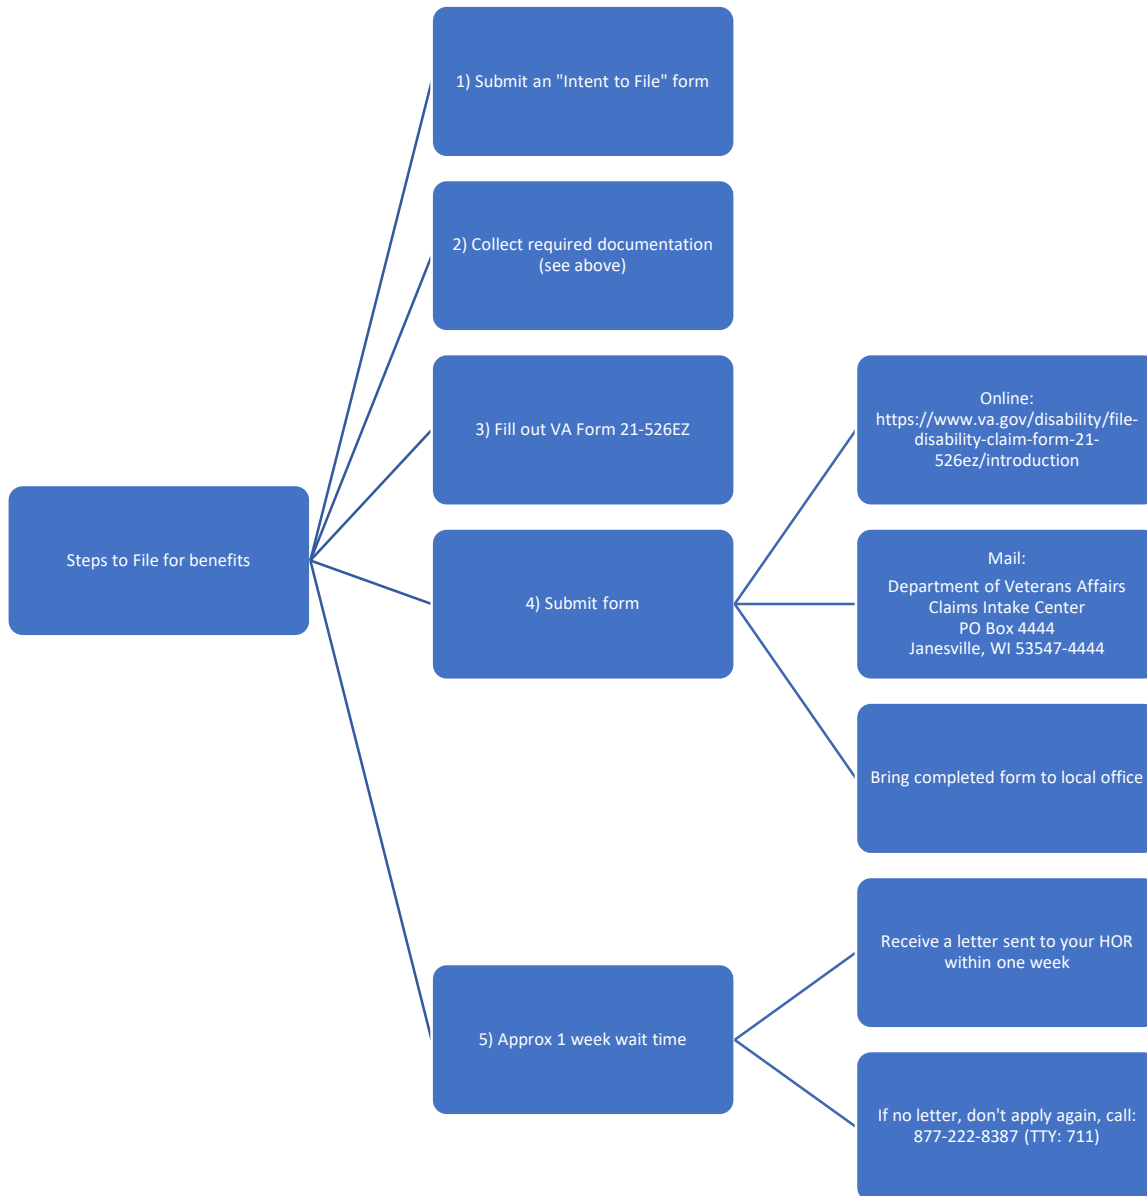 Steps to File for benefits
1) Submit an "Intent to File" form
2) Collect required documentation
(see above)
3) Fill out VA Form 21-526EZ
4) Submit form
Online:
https://www.va.gov/disability/file-
disability-claim-form-21-
526ez/introduction
Mail:
Department of Veterans Affairs
Claims Intake Center
PO Box 4444
Janesville, WI 53547-4444
Bring completed form to local office
5) Approx 1 week wait time
Receive a letter sent to your HOR
within one week
If no letter, don't apply again, call:
877-222-8387 (TTY: 711)